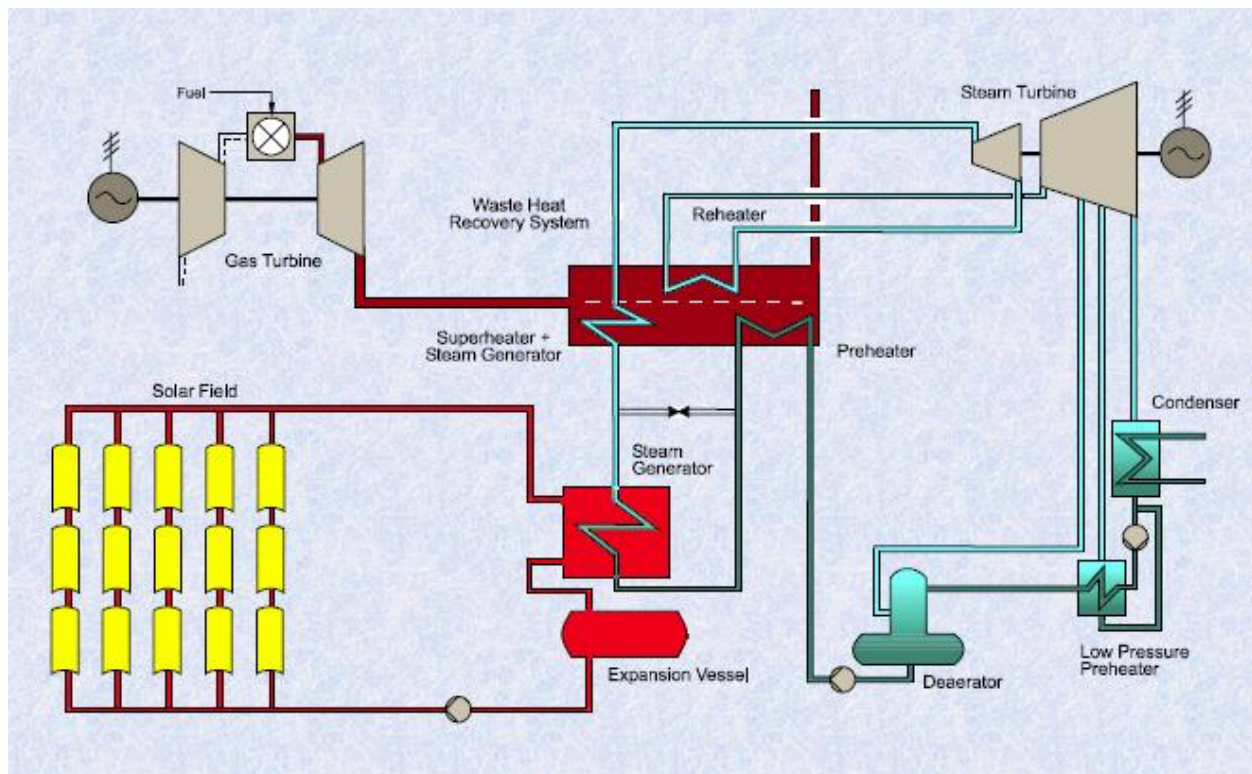 Fuel
Steam Turbine
Waste Heat
Recovery System
Reheater
Gas Turbine
Superheater +
Steam Generator
Preheater
Solar Field
Condenser
Steam
Generator
Low Pressure
Preheater
Expansion Vessel
Deaerator